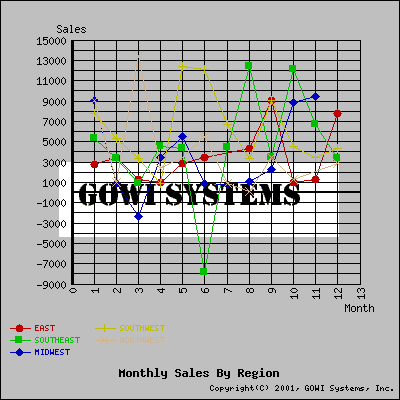 Sales
15000
13000
11000
9000
7000
5000
3000
1000
-1000
-3000
-5000
-7000
-9000
GOWI SYSTEMS
0 1 2 3 4 5 6 7 8 9 10 11 12 13
Month
EAST SOUTHWEST
SOUTHEAST NORTHWEST
MIDWEST
Monthly Sales By Region
Copyright(C) 2001, GOWI Systems, Inc.